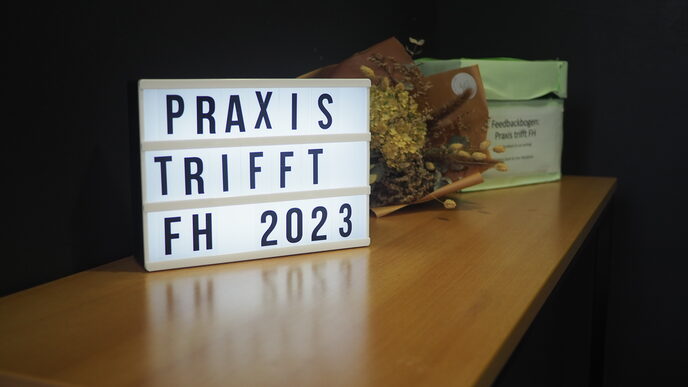 PRAXIS
TRIFFT
FH 2023
Feedbackbogen:
Praxis trifft FH